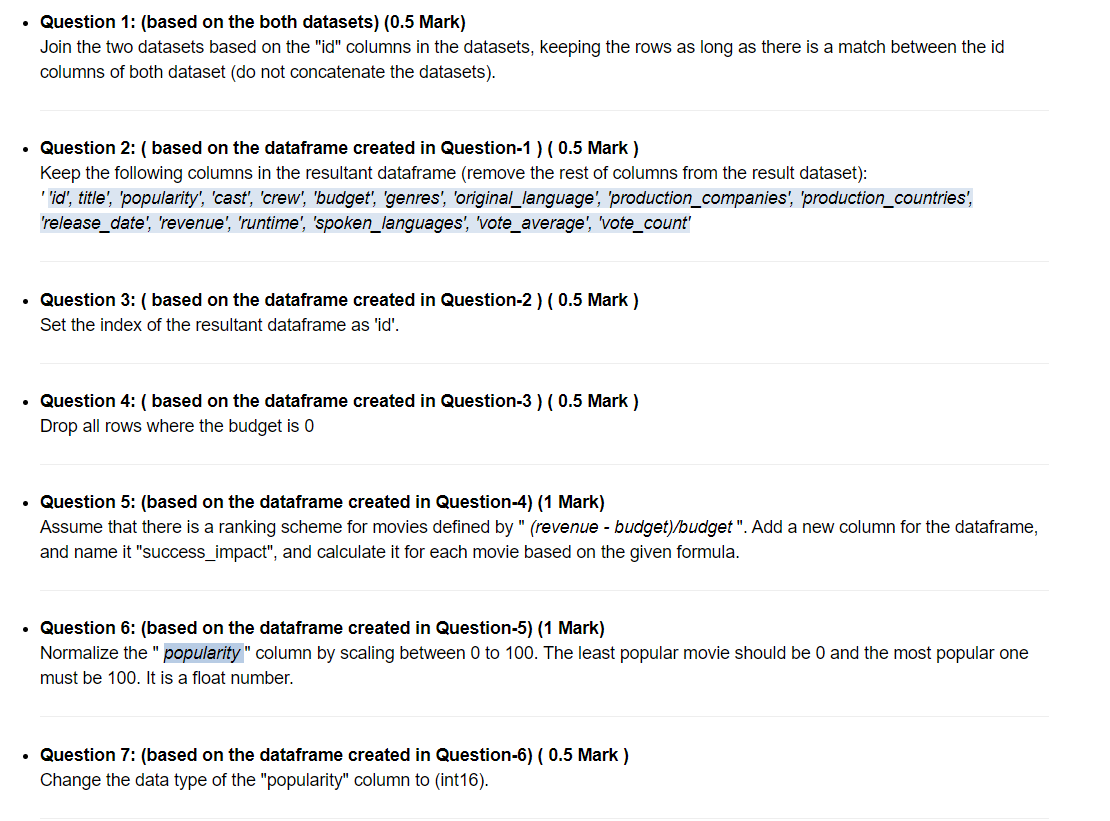 Question 1: (based on the both datasets) (0.5 Mark)
Join the two datasets based on the "id" columns in the datasets, keeping the rows as long as there is a match between the id
columns of both dataset (do not concatenate the datasets).
Question 2: ( based on the dataframe created in Question-1 ) ( 0.5 Mark )
Keep the following columns in the resultant dataframe (remove the rest of columns from the result dataset):
' 'id', title', 'popularity', 'cast', 'crew', 'budget', 'genres', 'original_language', 'production_companies', 'production_countries',
'release_date', 'revenue', 'runtime', 'spoken_languages', 'vote_average', 'vote_count'
Question 3: ( based on the dataframe created in Question-2 ) ( 0.5 Mark )
Set the index of the resultant dataframe as 'id'.
Question 4: ( based on the dataframe created in Question-3 ) ( 0.5 Mark )
Drop all rows where the budget is 0
Question 5: (based on the dataframe created in Question-4) (1 Mark)
Assume that there is a ranking scheme for movies defined by " (revenue - budget)/budget ". Add a new column for the dataframe,
and name it "success_impact", and calculate it for each movie based on the given formula.
Question 6: (based on the dataframe created in Question-5) (1 Mark)
Normalize the " popularity " column by scaling between 0 to 100. The least popular movie should be 0 and the most popular one
must be 100. It is a float number.
Question 7: (based on the dataframe created in Question-6) ( 0.5 Mark )
Change the data type of the "popularity" column to (int16).